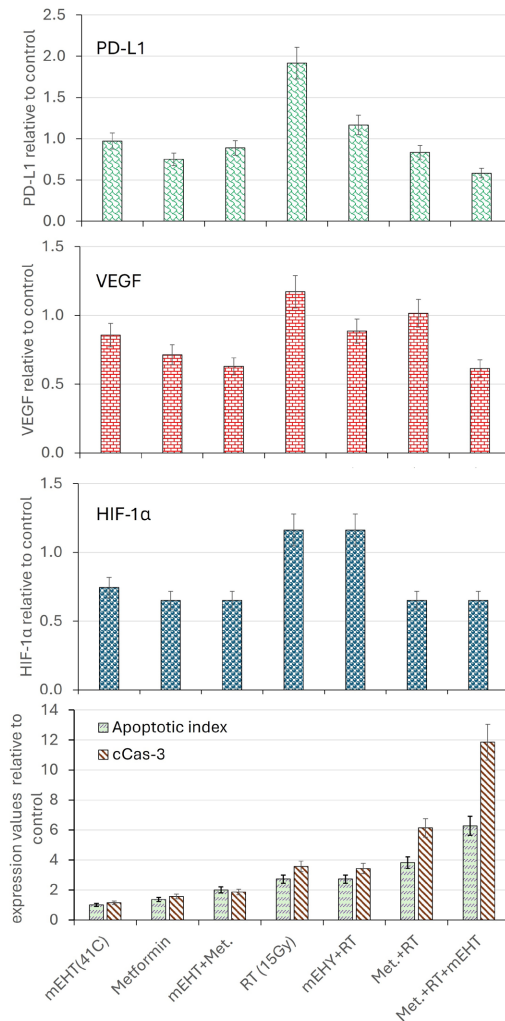 2.5
2.0
1.5
1.0
0.5
0.0
PD-L1 relative to control
PD-L1
1.5
1.0
0.5
0.0
VEGF relative to control
VEGF
1.5
1.0
0.5
0.0
HIF-1α relative to control
HIF-1α
14
12
10
8
6
4
2
0
expression values relative to
control
Apoptotic index
cCas-3
mEHT(41C)
Metformin
mEHT+Met.
RT (15Gy)
mEHY+RT
Met.+RT
Met.+RT+mEHT